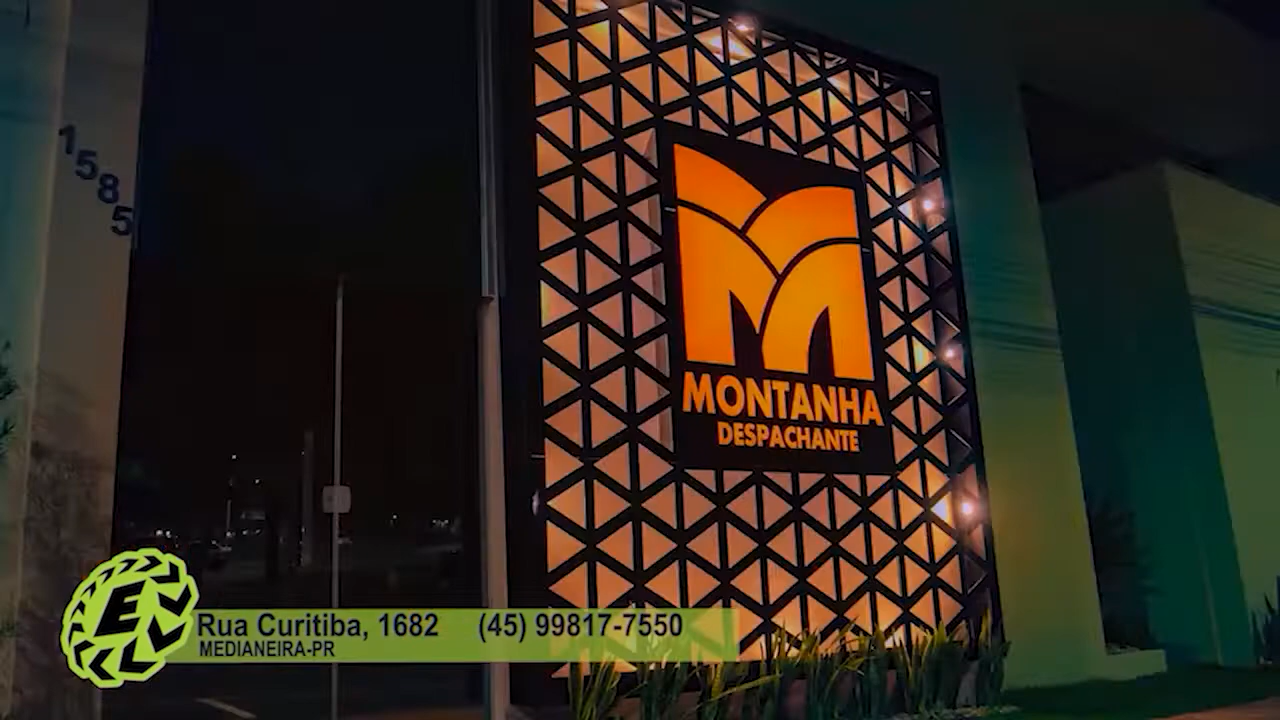 1585
MONTANHA
DESPACHANTE
E
Rua Curitiba, 1682 (45) 99817-7550
MEDIANEIRA-PR